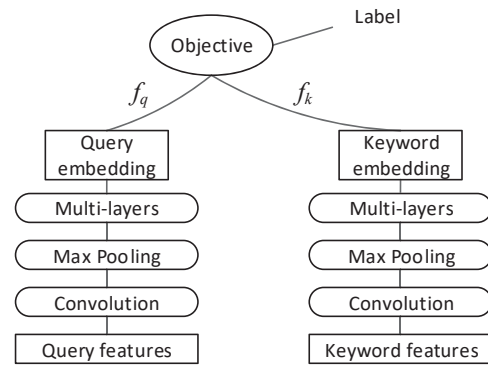 Label
Objective
f_q
f_k
Query
embedding
Keyword
embedding
Multi-layers
Multi-layers
Max Pooling
Max Pooling
Convolution
Convolution
Query features
Keyword features